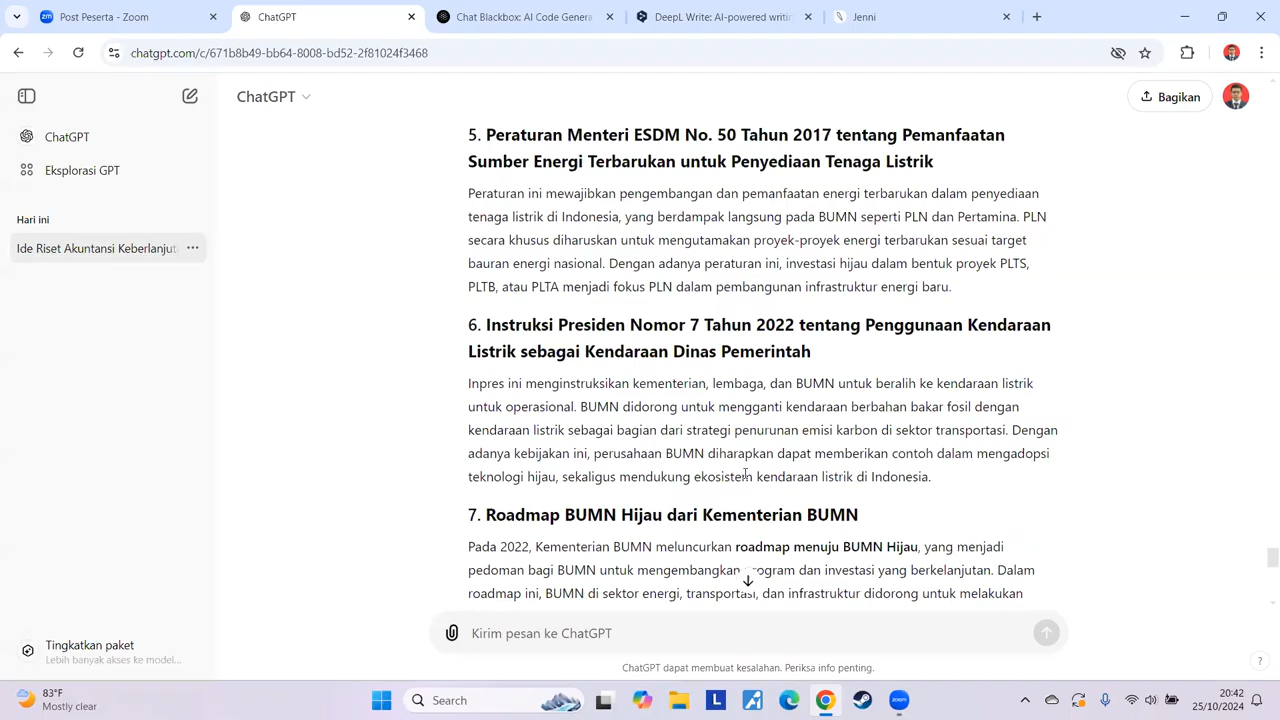 Post Peserta - Zoom
ChatGPT
Chat Blackbox: AI Code Genera
DeepL Write: AI-powered writin
Jenni
chatgpt.com/c/671b8b49-bb64-8008-bd52-2f81024f3468
ChatGPT
Bagikan
ChatGPT
Eksplorasi GPT
Hari ini
Ide Riset Akuntansi Keberlanjut
5. Peraturan Menteri ESDM No. 50 Tahun 2017 tentang Pemanfaatan
Sumber Energi Terbarukan untuk Penyediaan Tenaga Listrik
Peraturan ini mewajibkan pengembangan dan pemanfaatan energi terbarukan dalam penyediaan
tenaga listrik di Indonesia, yang berdampak langsung pada BUMN seperti PLN dan Pertamina. PLN
secara khusus diharuskan untuk mengutamakan proyek-proyek energi terbarukan sesuai target
bauran energi nasional. Dengan adanya peraturan ini, investasi hijau dalam bentuk proyek PLTS,
PLTB, atau PLTA menjadi fokus PLN dalam pembangunan infrastruktur energi baru.
6. Instruksi Presiden Nomor 7 Tahun 2022 tentang Penggunaan Kendaraan
Listrik sebagai Kendaraan Dinas Pemerintah
Inpres ini menginstruksikan kementerian, lembaga, dan BUMN untuk beralih ke kendaraan listrik
untuk operasional. BUMN didorong untuk mengganti kendaraan berbahan bakar fosil dengan
kendaraan listrik sebagai bagian dari strategi penurunan emisi karbon di sektor transportasi. Dengan
adanya kebijakan ini, perusahaan BUMN diharapkan dapat memberikan contoh dalam mengadopsi
teknologi hijau, sekaligus mendukung ekosistem kendaraan listrik di Indonesia.
7. Roadmap BUMN Hijau dari Kementerian BUMN
Pada 2022, Kementerian BUMN meluncurkan roadmap menuju BUMN Hijau, yang menjadi
pedoman bagi BUMN untuk mengembangkan program dan investasi yang berkelanjutan. Dalam
roadmap ini, BUMN di sektor energi, transportasi, dan infrastruktur didorong untuk melakukan
Kirim pesan ke ChatGPT
ChatGPT dapat membuat kesalahan. Periksa info penting.
?
Tingkatkan paket
Lebih banyak akses ke model...
83°F
Mostly clear
Search
20:42
25/10/2024